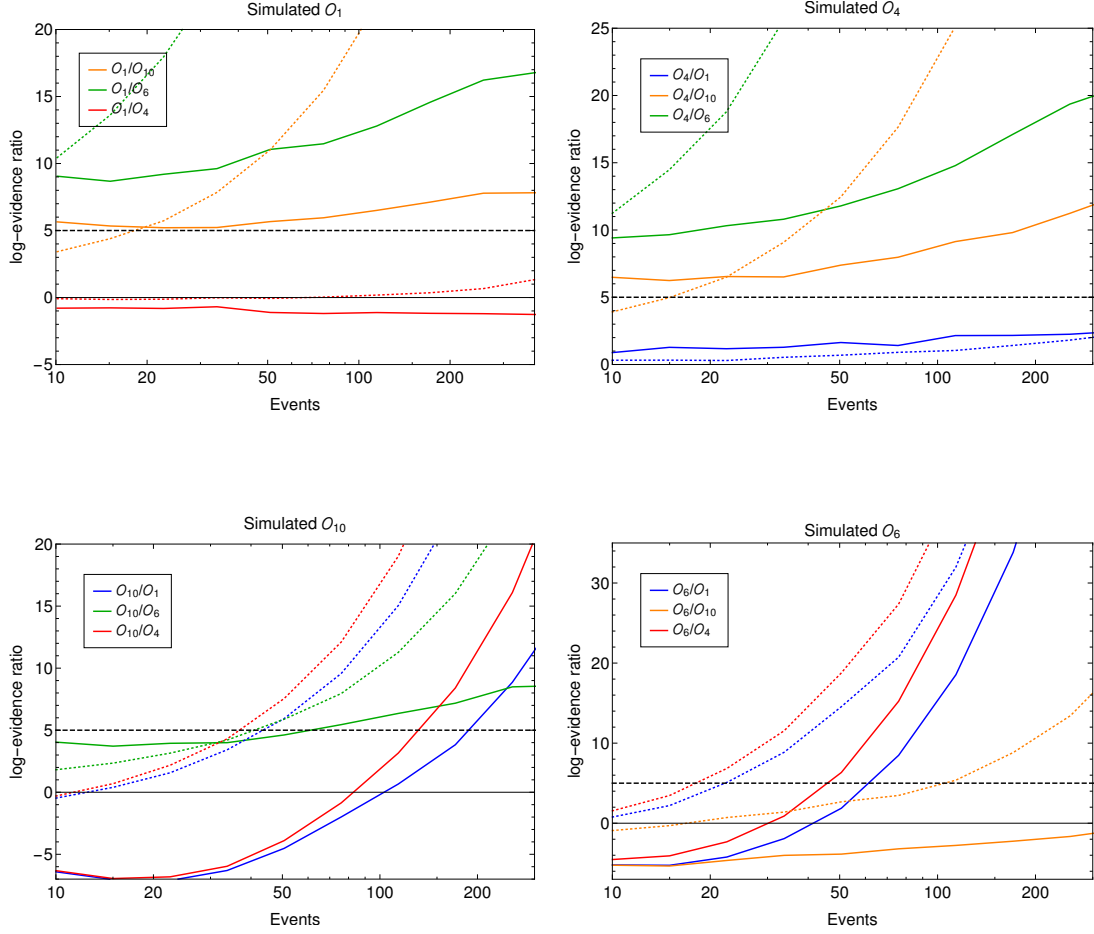 Simulated O₁
20
15
10
5
0
−5
10
20
50
100
200
log−evidence ratio
Events
O₁/O₁₀
O₁/O₆
O₁/O₄
Simulated O₄
25
20
15
10
5
0
10
20
50
100
200
log−evidence ratio
Events
O₄/O₁
O₄/O₁₀
O₄/O₆
Simulated O₁₀
20
15
10
5
0
−5
10
20
50
100
200
log−evidence ratio
Events
O₁₀/O₁
O₁₀/O₆
O₁₀/O₄
Simulated O₆
30
20
10
0
10
20
50
100
200
log−evidence ratio
Events
O₆/O₁
O₆/O₁₀
O₆/O₄